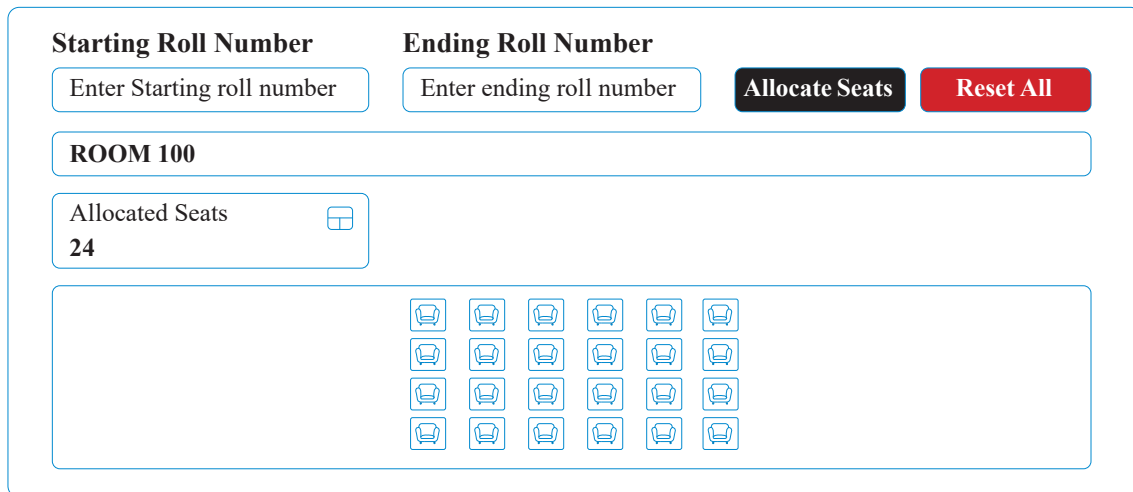 Starting Roll Number Ending Roll Number
Enter Starting roll number Enter ending roll number Allocate Seats Reset All
ROOM 100
Allocated Seats
24